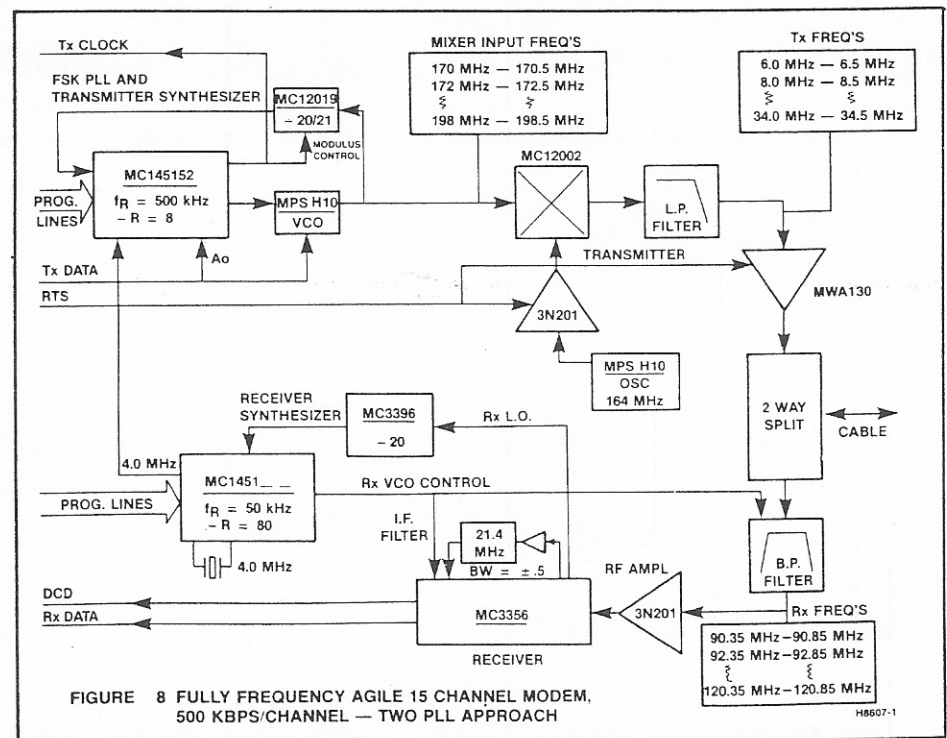 Tx CLOCK
FSK PLL AND
TRANSMITTER SYNTHESIZER
MC12019
÷ 20/21
MODULUS
CONTROL
MIXER INPUT FREQ'S
170 MHz — 170.5 MHz
172 MHz — 172.5 MHz
198 MHz — 198.5 MHz
Tx FREQ'S
6.0 MHz — 6.5 MHz
8.0 MHz — 8.5 MHz
34.0 MHz — 34.5 MHz
MC145152
fR = 500 kHz
÷ R = 8
PROG.
LINES
MPS H10
VCO
MC12002
L.P.
FILTER
Ao
Tx DATA
RTS
TRANSMITTER
3N201
MWA130
MPS H10
OSC
164 MHz
2 WAY
SPLIT
CABLE
RECEIVER
SYNTHESIZER
MC3396
÷ 20
Rx L.O.
4.0 MHz
MC1451_ _
fR = 50 kHz
÷ R = 80
PROG. LINES
Rx VCO CONTROL
I.F.
FILTER
21.4
MHz
BW = ±.5
4.0 MHz
B.P.
FILTER
RF AMPL
3N201
DCD
Rx DATA
MC3356
RECEIVER
Rx FREQ'S
90.35 MHz–90.85 MHz
92.35 MHz–92.85 MHz
120.35 MHz–120.85 MHz
FIGURE 8 FULLY FREQUENCY AGILE 15 CHANNEL MODEM,
500 KBPS/CHANNEL — TWO PLL APPROACH
H8607-1